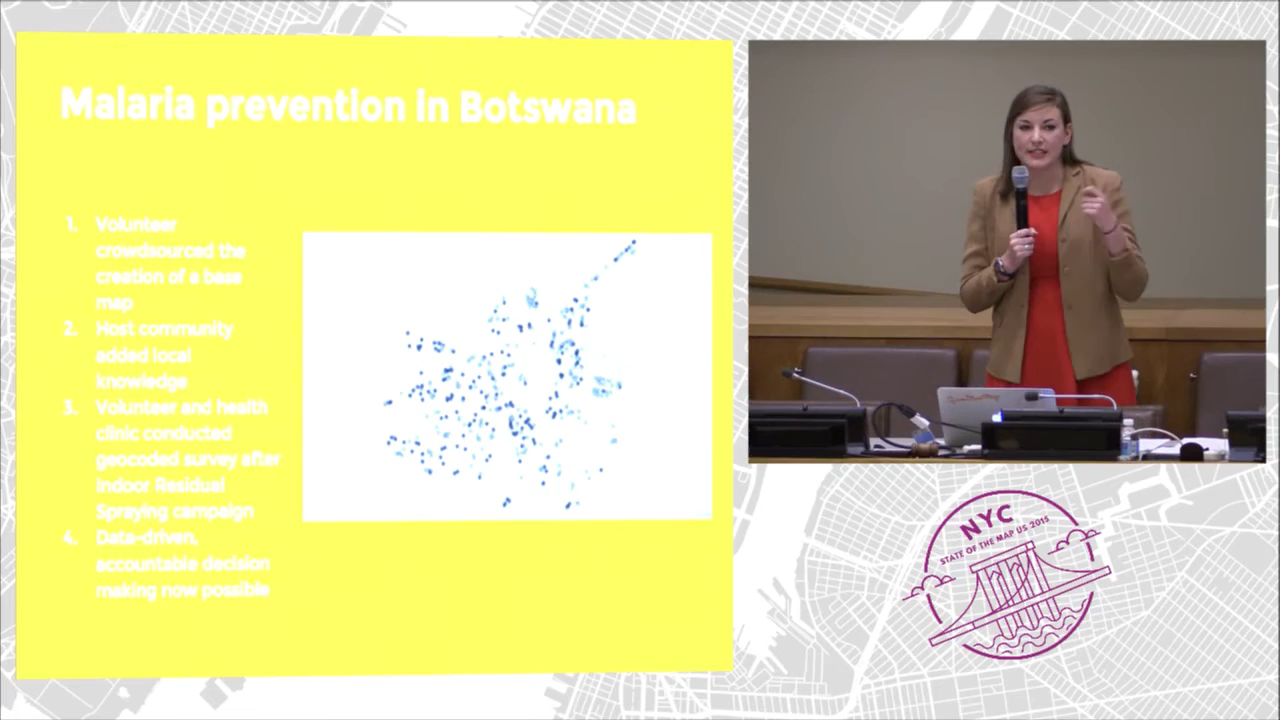 Malaria prevention in Botswana
1. Volunteer
crowdsourced the
creation of a base
map
2. Host community
added local
knowledge
3. Volunteer and health
clinic conducted
geocoded survey after
Indoor Residual
Spraying campaign
4. Data-driven,
accountable decision
making now possible
NYC
STATE OF THE MAP US 2015